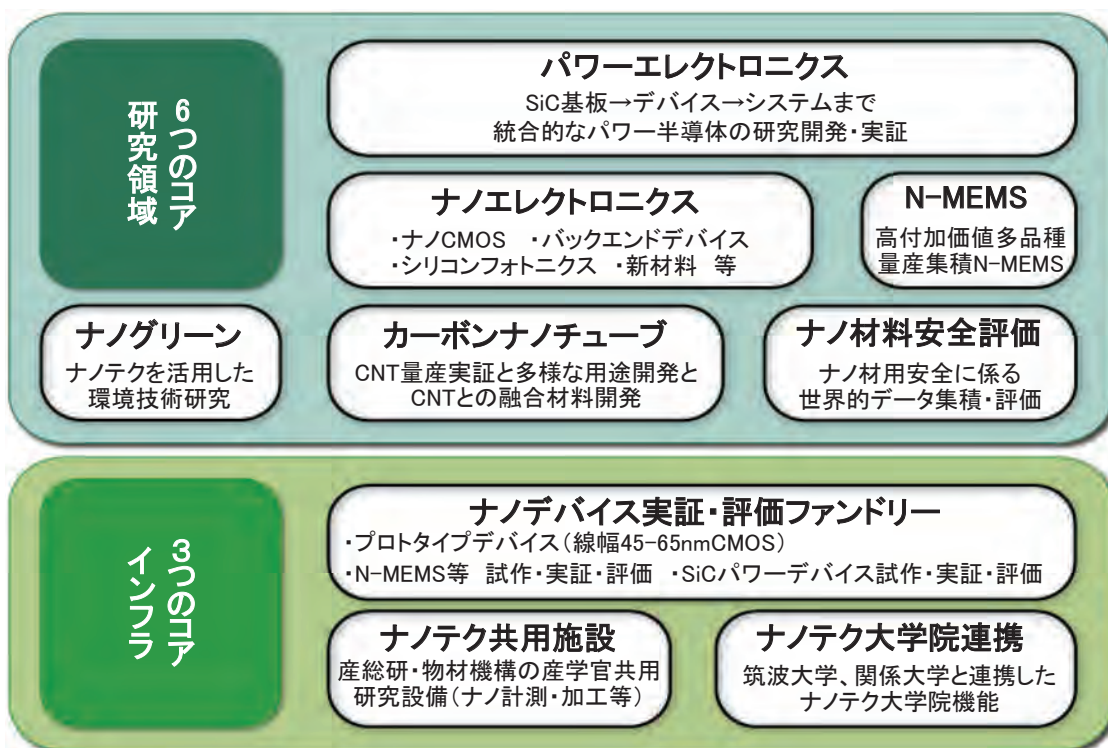 6つのコア
研究領域
パワーエレクトロニクス
SiC基板→デバイス→システムまで
統合的なパワー半導体の研究開発・実証
ナノエレクトロニクス
・ナノCMOS ・バックエンドデバイス
・シリコンフォトニクス ・新材料 等
N-MEMS
高付加価値多品種
量産集積N-MEMS
ナノグリーン
ナノテクを活用した
環境技術研究
カーボンナノチューブ
CNT量産実証と多様な用途開発と
CNTとの融合材料開発
ナノ材料安全評価
ナノ材用安全に係る
世界的データ集積・評価
3つのコア
インフラ
ナノデバイス実証・評価ファンドリー
・プロトタイプデバイス(線幅45-65nmCMOS)
・N-MEMS等 試作・実証・評価 ・SiCパワーデバイス試作・実証・評価
ナノテク共用施設
産総研・物材機構の産学官共用
研究設備(ナノ計測・加工等)
ナノテク大学院連携
筑波大学、関係大学と連携した
ナノテク大学院機能